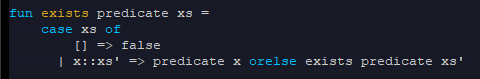 fun exists predicate xs =
    case xs of
        [] => false
      | x::xs' => predicate x orelse exists predicate xs'